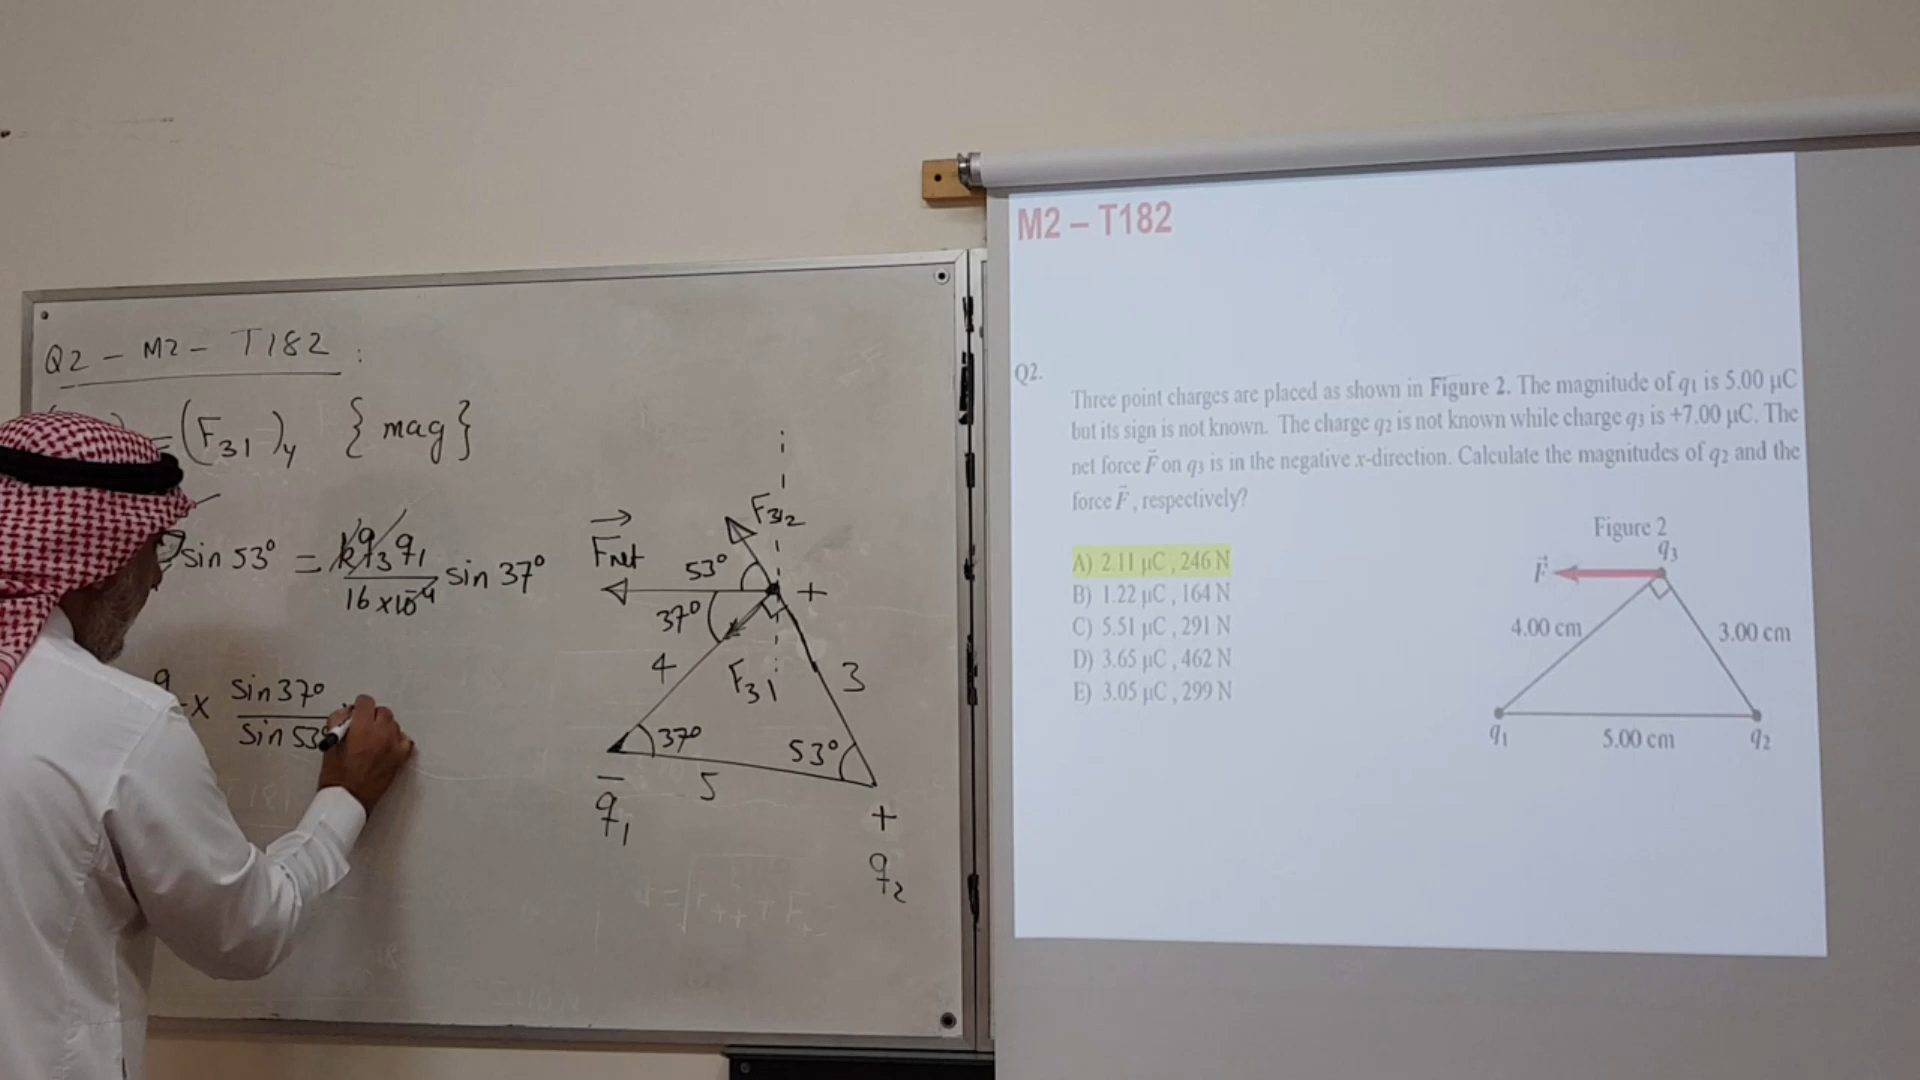 Q2 – M2 – T182 :
= (F31)y { mag }
sin 53° = kq3 q1 / 16 x10⁻⁴ sin 37°
9
x sin 37° / sin 53°
F32
Fnet
53°
+
37°
4
F31
3
37°
53°
5
–
q1
+
q2
M2 – T182
Q2.
Three point charges are placed as shown in Figure 2. The magnitude of q1 is 5.00 μC
but its sign is not known. The charge q2 is not known while charge q3 is +7.00 μC. The
net force F⃗ on q3 is in the negative x-direction. Calculate the magnitudes of q2 and the
force F⃗ , respectively?
A) 2.11 μC , 246 N
B) 1.22 μC , 164 N
C) 5.51 μC , 291 N
D) 3.65 μC , 462 N
E) 3.05 μC , 299 N
Figure 2
q3
F⃗
4.00 cm
3.00 cm
q1
5.00 cm
q2